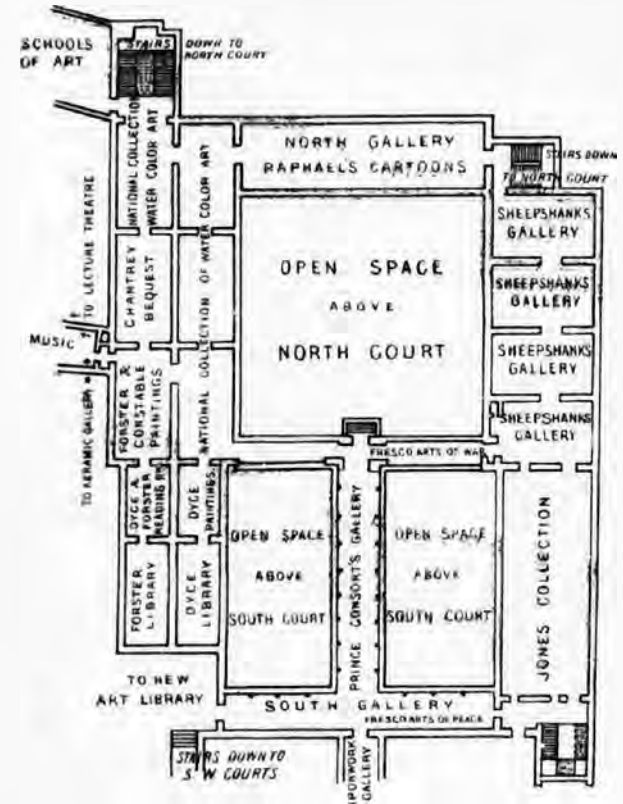 SCHOOLS
OF ART
STAIRS
DOWN TO
NORTH COURT
NATIONAL COLLECTION
WATER COLOR ART
NATIONAL COLLECTION OF WATER COLOR ART
NORTH GALLERY
RAPHAEL'S CARTOONS
STAIRS DOWN
TO NORTH COURT
SHEEPSHANKS
GALLERY
SHEEPSHANKS
GALLERY
SHEEPSHANKS
GALLERY
SHEEPSHANKS
GALLERY
OPEN SPACE
ABOVE
NORTH COURT
TO LECTURE THEATRE
CHANTREY
BEQUEST
MUSIC
TO KERAMIC GALLERY
FORSTER &
CONSTABLE
PAINTINGS
FRESCO ARTS OF WAR
DYCE &
FORSTER
READING RM
DYCE
PAINTINGS
FORSTER
LIBRARY
DYCE
LIBRARY
OPEN SPACE
ABOVE
SOUTH COURT
PRINCE CONSORT'S GALLERY
OPEN SPACE
ABOVE
SOUTH COURT
JONES COLLECTION
TO NEW
ART LIBRARY
SOUTH GALLERY
FRESCO ARTS OF PEACE
STAIRS DOWN TO
S. W COURTS
IRONWORK
GALLERY